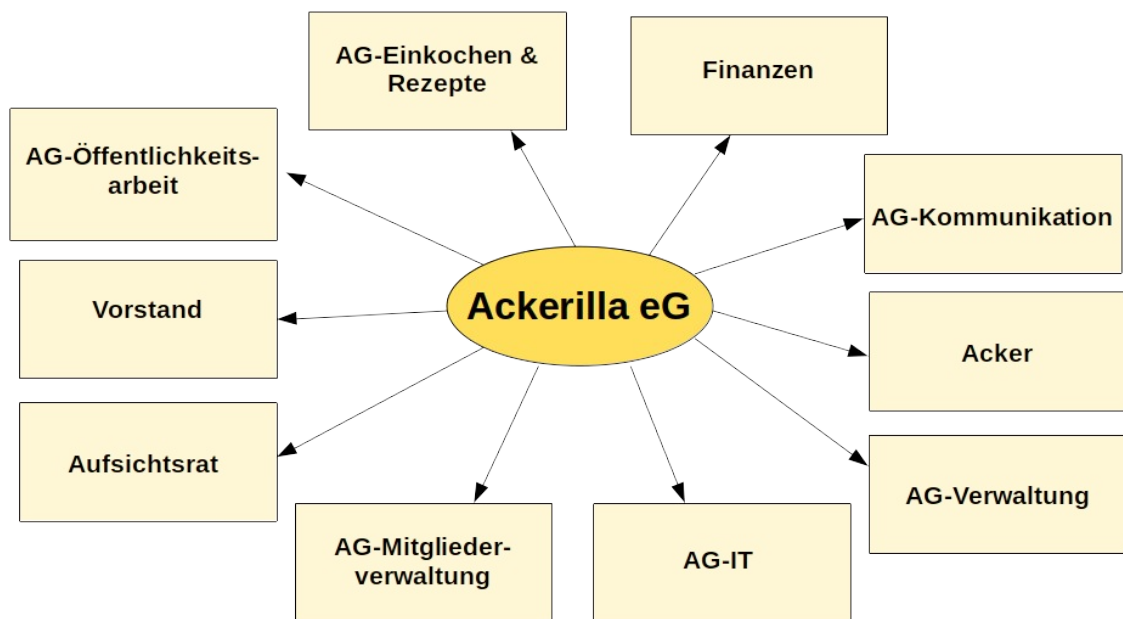 AG-Einkochen &
Rezepte
Finanzen
AG-Öffentlichkeits-
arbeit
AG-Kommunikation
Vorstand
Ackerilla eG
Acker
Aufsichtsrat
AG-Verwaltung
AG-Mitglieder-
verwaltung
AG-IT